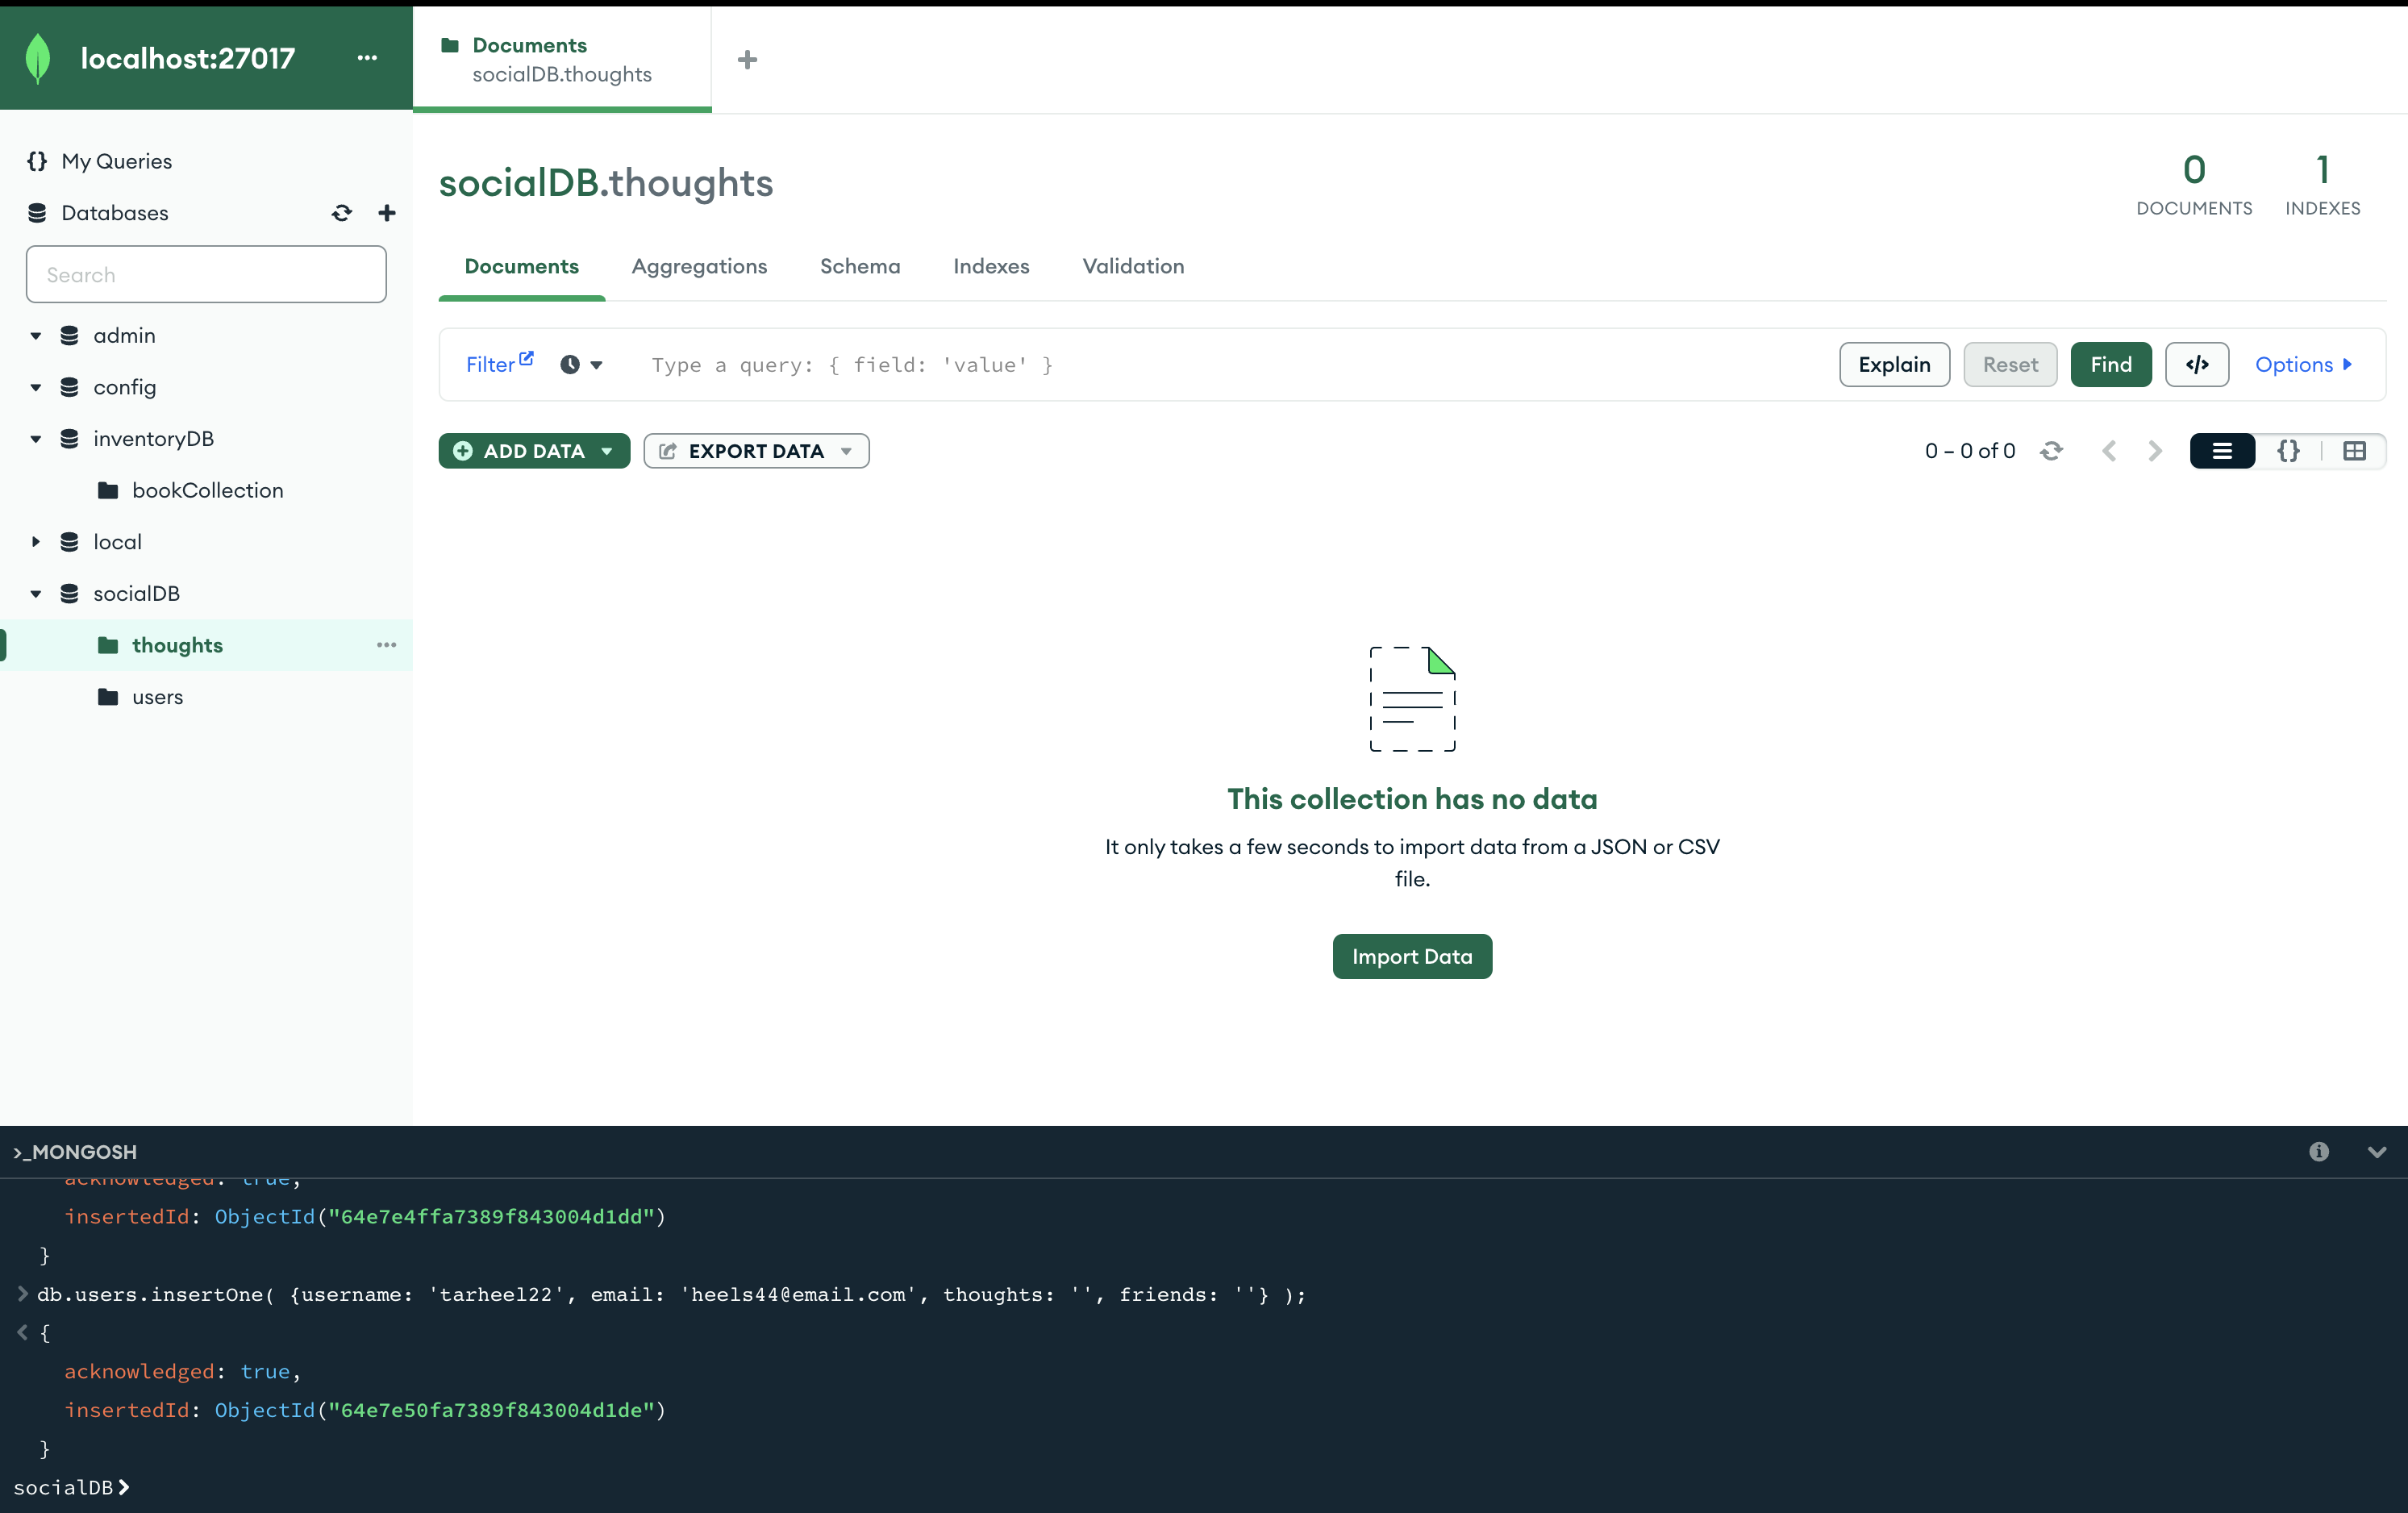 localhost:27017
Documents
socialDB.thoughts
My Queries
Databases
Search
admin
config
inventoryDB
bookCollection
local
socialDB
thoughts
users
socialDB.thoughts
0
DOCUMENTS
1
INDEXES
Documents Aggregations Schema Indexes Validation
Filter Type a query: { field: 'value' } Explain Reset Find </> Options
ADD DATA EXPORT DATA 0 – 0 of 0 {}
This collection has no data
It only takes a few seconds to import data from a JSON or CSV
file.
Import Data
>_MONGOSH
acknowledged: true,
insertedId: ObjectId("64e7e4ffa7389f843004d1dd")
}
> db.users.insertOne( {username: 'tarheel22', email: 'heels44@email.com', thoughts: '', friends: ''} );
< {
acknowledged: true,
insertedId: ObjectId("64e7e50fa7389f843004d1de")
}
socialDB>